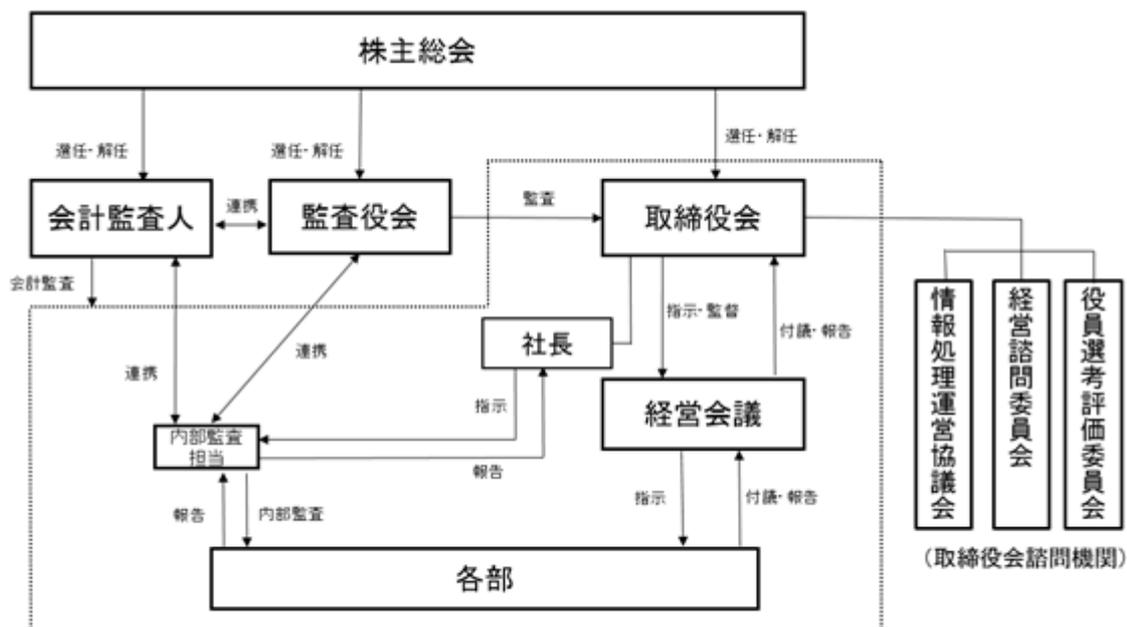 株主総会
選任・解任
選任・解任
選任・解任
会計監査人
連携
監査役会
監査
取締役会
会計監査
指示・監督
付議・報告
社長
連携
連携
指示
経営会議
内部監査
担当
報告
報告
内部監査
指示
付議・報告
各部
情報処理運営協議会
経営諮問委員会
役員選考評価委員会
（取締役会諮問機関）